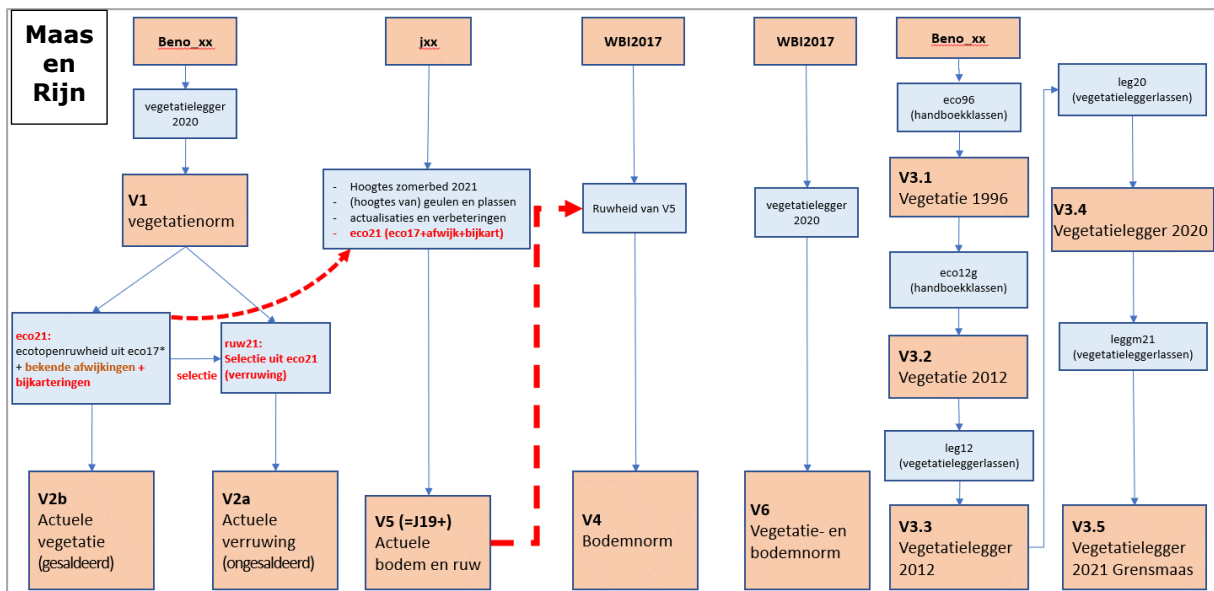 Maas
en
Rijn
Beno_xx
vegetatielegger
2020
V1
vegetatienorm
eco21:
ecotopenruwheid uit eco17*
+ bekende afwijkingen +
bijkarteringen
selectie
ruw21:
Selectie uit eco21
(verruwing)
V2b
Actuele
vegetatie
(gesaldeerd)
V2a
Actuele
verruwing
(ongesaldeerd)
jxx
- Hoogtes zomerbed 2021
- (hoogtes van) geulen en plassen
- actualisaties en verbeteringen
- eco21 (eco17+afwijk+bijkart)
V5 (=J19+)
Actuele
bodem en ruw
WBI2017
Ruwheid van V5
V4
Bodemnorm
WBI2017
vegetatielegger
2020
V6
Vegetatie- en
bodemnorm
Beno_xx
eco96
(handboekklassen)
V3.1
Vegetatie 1996
eco12g
(handboekklassen)
V3.2
Vegetatie 2012
leg12
(vegetatieleggerlassen)
V3.3
Vegetatielegger
2012
leg20
(vegetatieleggerlassen)
V3.4
Vegetatielegger 2020
leggm21
(vegetatieleggerlassen)
V3.5
Vegetatielegger
2021 Grensmaas